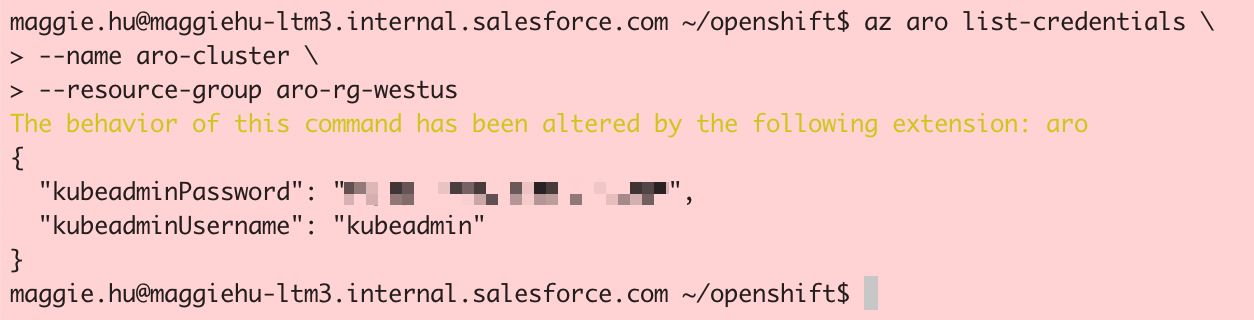 maggie.hu@maggiehu-ltm3.internal.salesforce.com ~/openshift$ az aro list-credentials \
> --name aro-cluster \
> --resource-group aro-rg-westus
The behavior of this command has been altered by the following extension: aro
{
  "kubeadminPassword": "",
  "kubeadminUsername": "kubeadmin"
}
maggie.hu@maggiehu-ltm3.internal.salesforce.com ~/openshift$